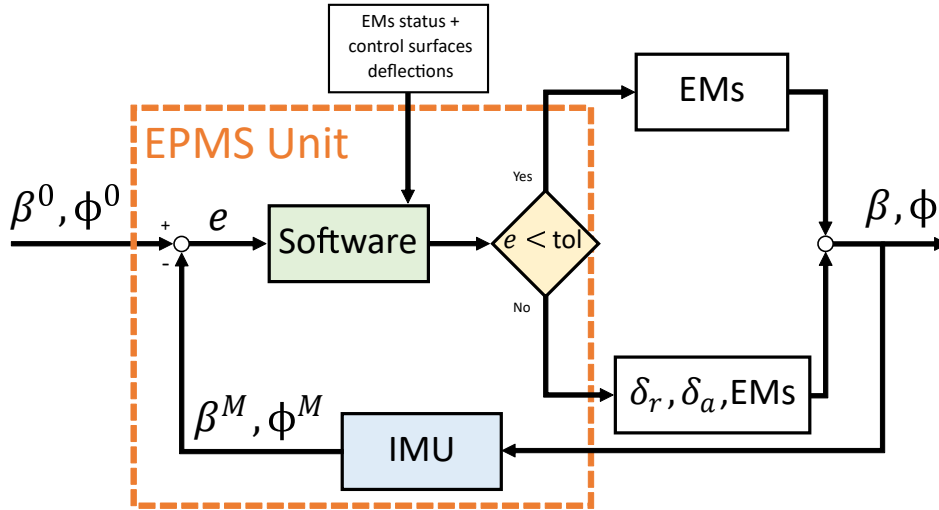 EMs status +
control surfaces
deflections
EMs
EPMS Unit
Yes
β⁰, ϕ⁰
+
e
-
Software
e < tol
β, ϕ
No
δᵣ, δₐ, EMs
βᴹ, ϕᴹ
IMU